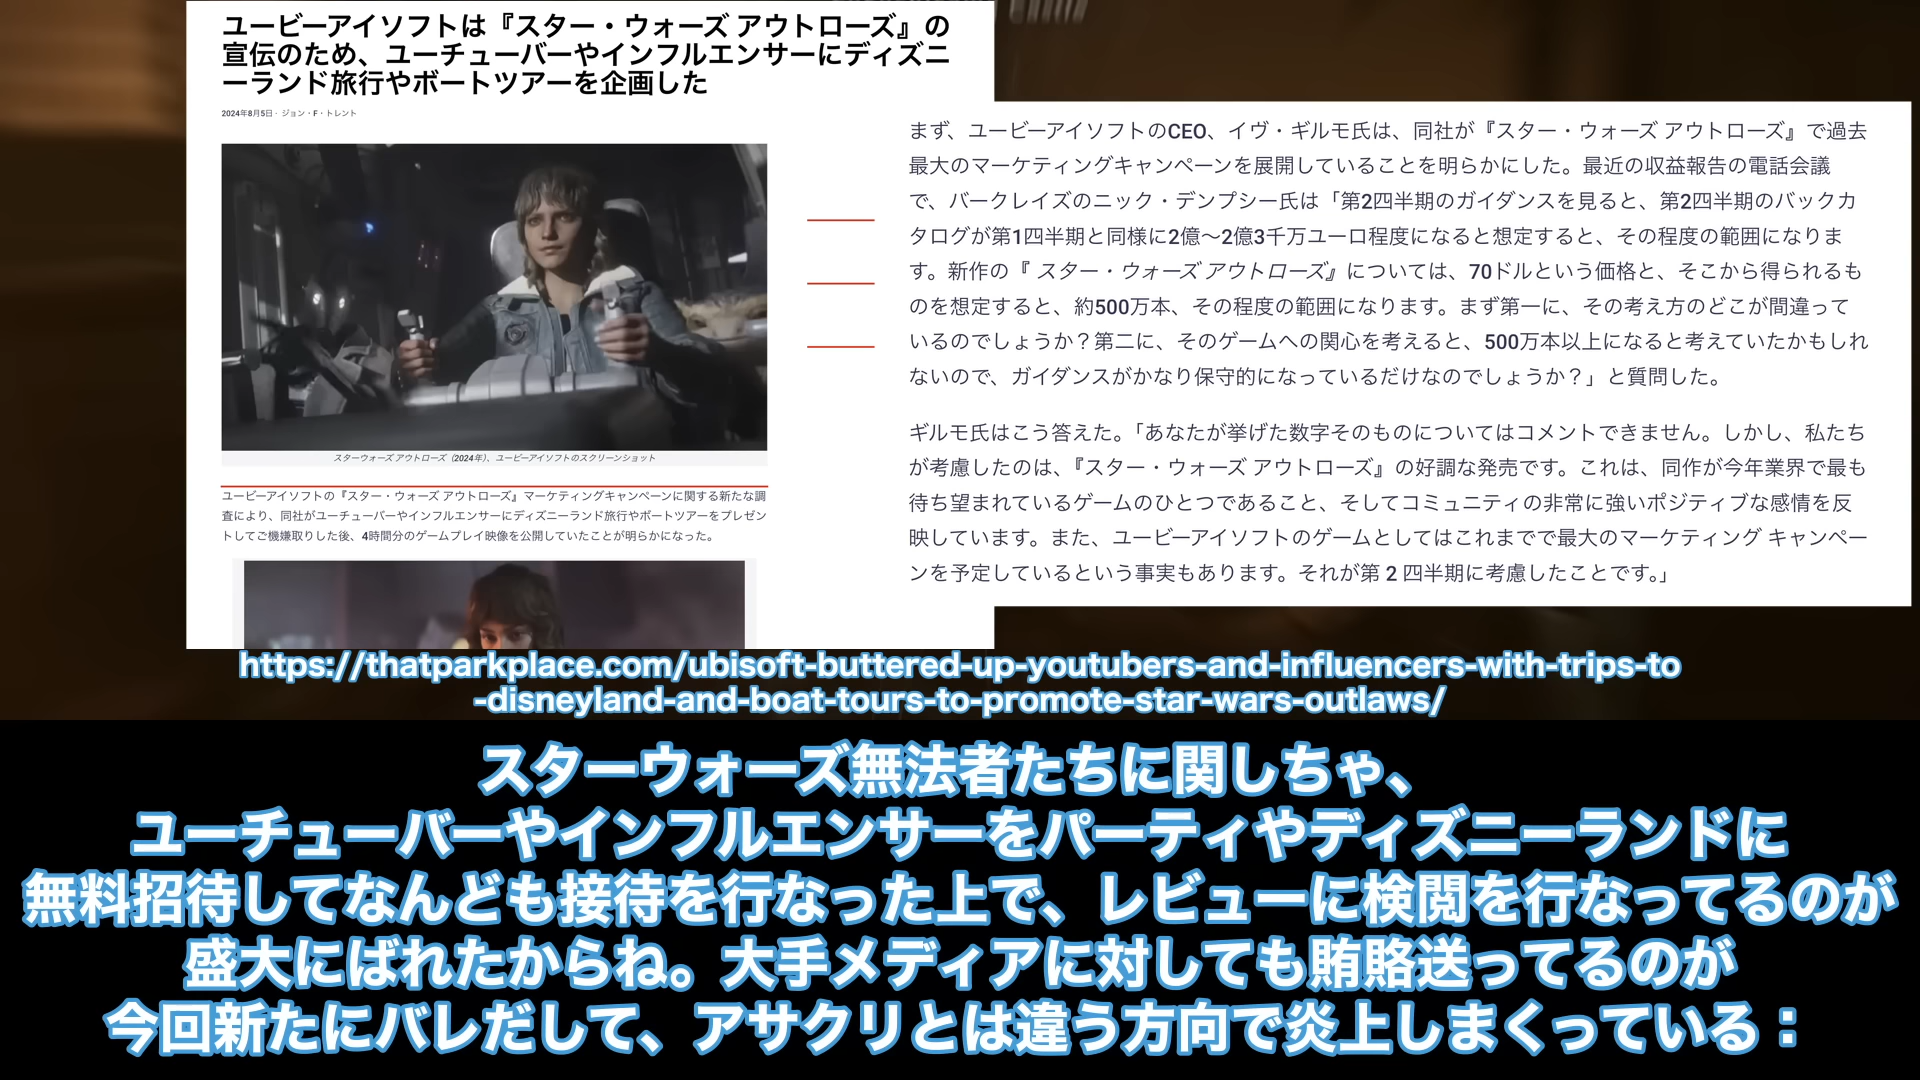 ユービーアイソフトは『スター・ウォーズ アウトローズ』の
宣伝のため、ユーチューバーやインフルエンサーにディズニ
ーランド旅行やボートツアーを企画した
2024年8月5日 · ジョン・F・トレント
スターウォーズ アウトローズ（2024年）、ユービーアイソフトのスクリーンショット
ユービーアイソフトの『スター・ウォーズ アウトローズ』マーケティングキャンペーンに関する新たな調
査により、同社がユーチューバーやインフルエンサーにディズニーランド旅行やボートツアーをプレゼン
トしてご機嫌取りした後、4時間分のゲームプレイ映像を公開していたことが明らかになった。
まず、ユービーアイソフトのCEO、イヴ・ギルモ氏は、同社が『スター・ウォーズ アウトローズ』で過去
最大のマーケティングキャンペーンを展開していることを明らかにした。最近の収益報告の電話会議
で、バークレイズのニック・デンプシー氏は「第2四半期のガイダンスを見ると、第2四半期のバックカ
タログが第1四半期と同様に2億〜2億3千万ユーロ程度になると想定すると、その程度の範囲になりま
す。新作の『 スター・ウォーズ アウトローズ』については、70ドルという価格と、そこから得られるも
のを想定すると、約500万本、その程度の範囲になります。まず第一に、その考え方のどこが間違って
いるのでしょうか？第二に、そのゲームへの関心を考えると、500万本以上になると考えていたかもしれ
ないので、ガイダンスがかなり保守的になっているだけなのでしょうか？」と質問した。
ギルモ氏はこう答えた。「あなたが挙げた数字そのものについてはコメントできません。しかし、私たち
が考慮したのは、『スター・ウォーズ アウトローズ』の好調な発売です。これは、同作が今年業界で最も
待ち望まれているゲームのひとつであること、そしてコミュニティの非常に強いポジティブな感情を反
映しています。また、ユービーアイソフトのゲームとしてはこれまでで最大のマーケティング キャンペー
ンを予定しているという事実もあります。それが第 2 四半期に考慮したことです。」
https://thatparkplace.com/ubisoft-buttered-up-youtubers-and-influencers-with-trips-to
-disneyland-and-boat-tours-to-promote-star-wars-outlaws/
スターウォーズ無法者たちに関しちゃ、
ユーチューバーやインフルエンサーをパーティやディズニーランドに
無料招待してなんども接待を行なった上で、レビューに検閲を行なってるのが
盛大にばれたからね。大手メディアに対しても賄賂送ってるのが
今回新たにバレだして、アサクリとは違う方向で炎上しまくっている：